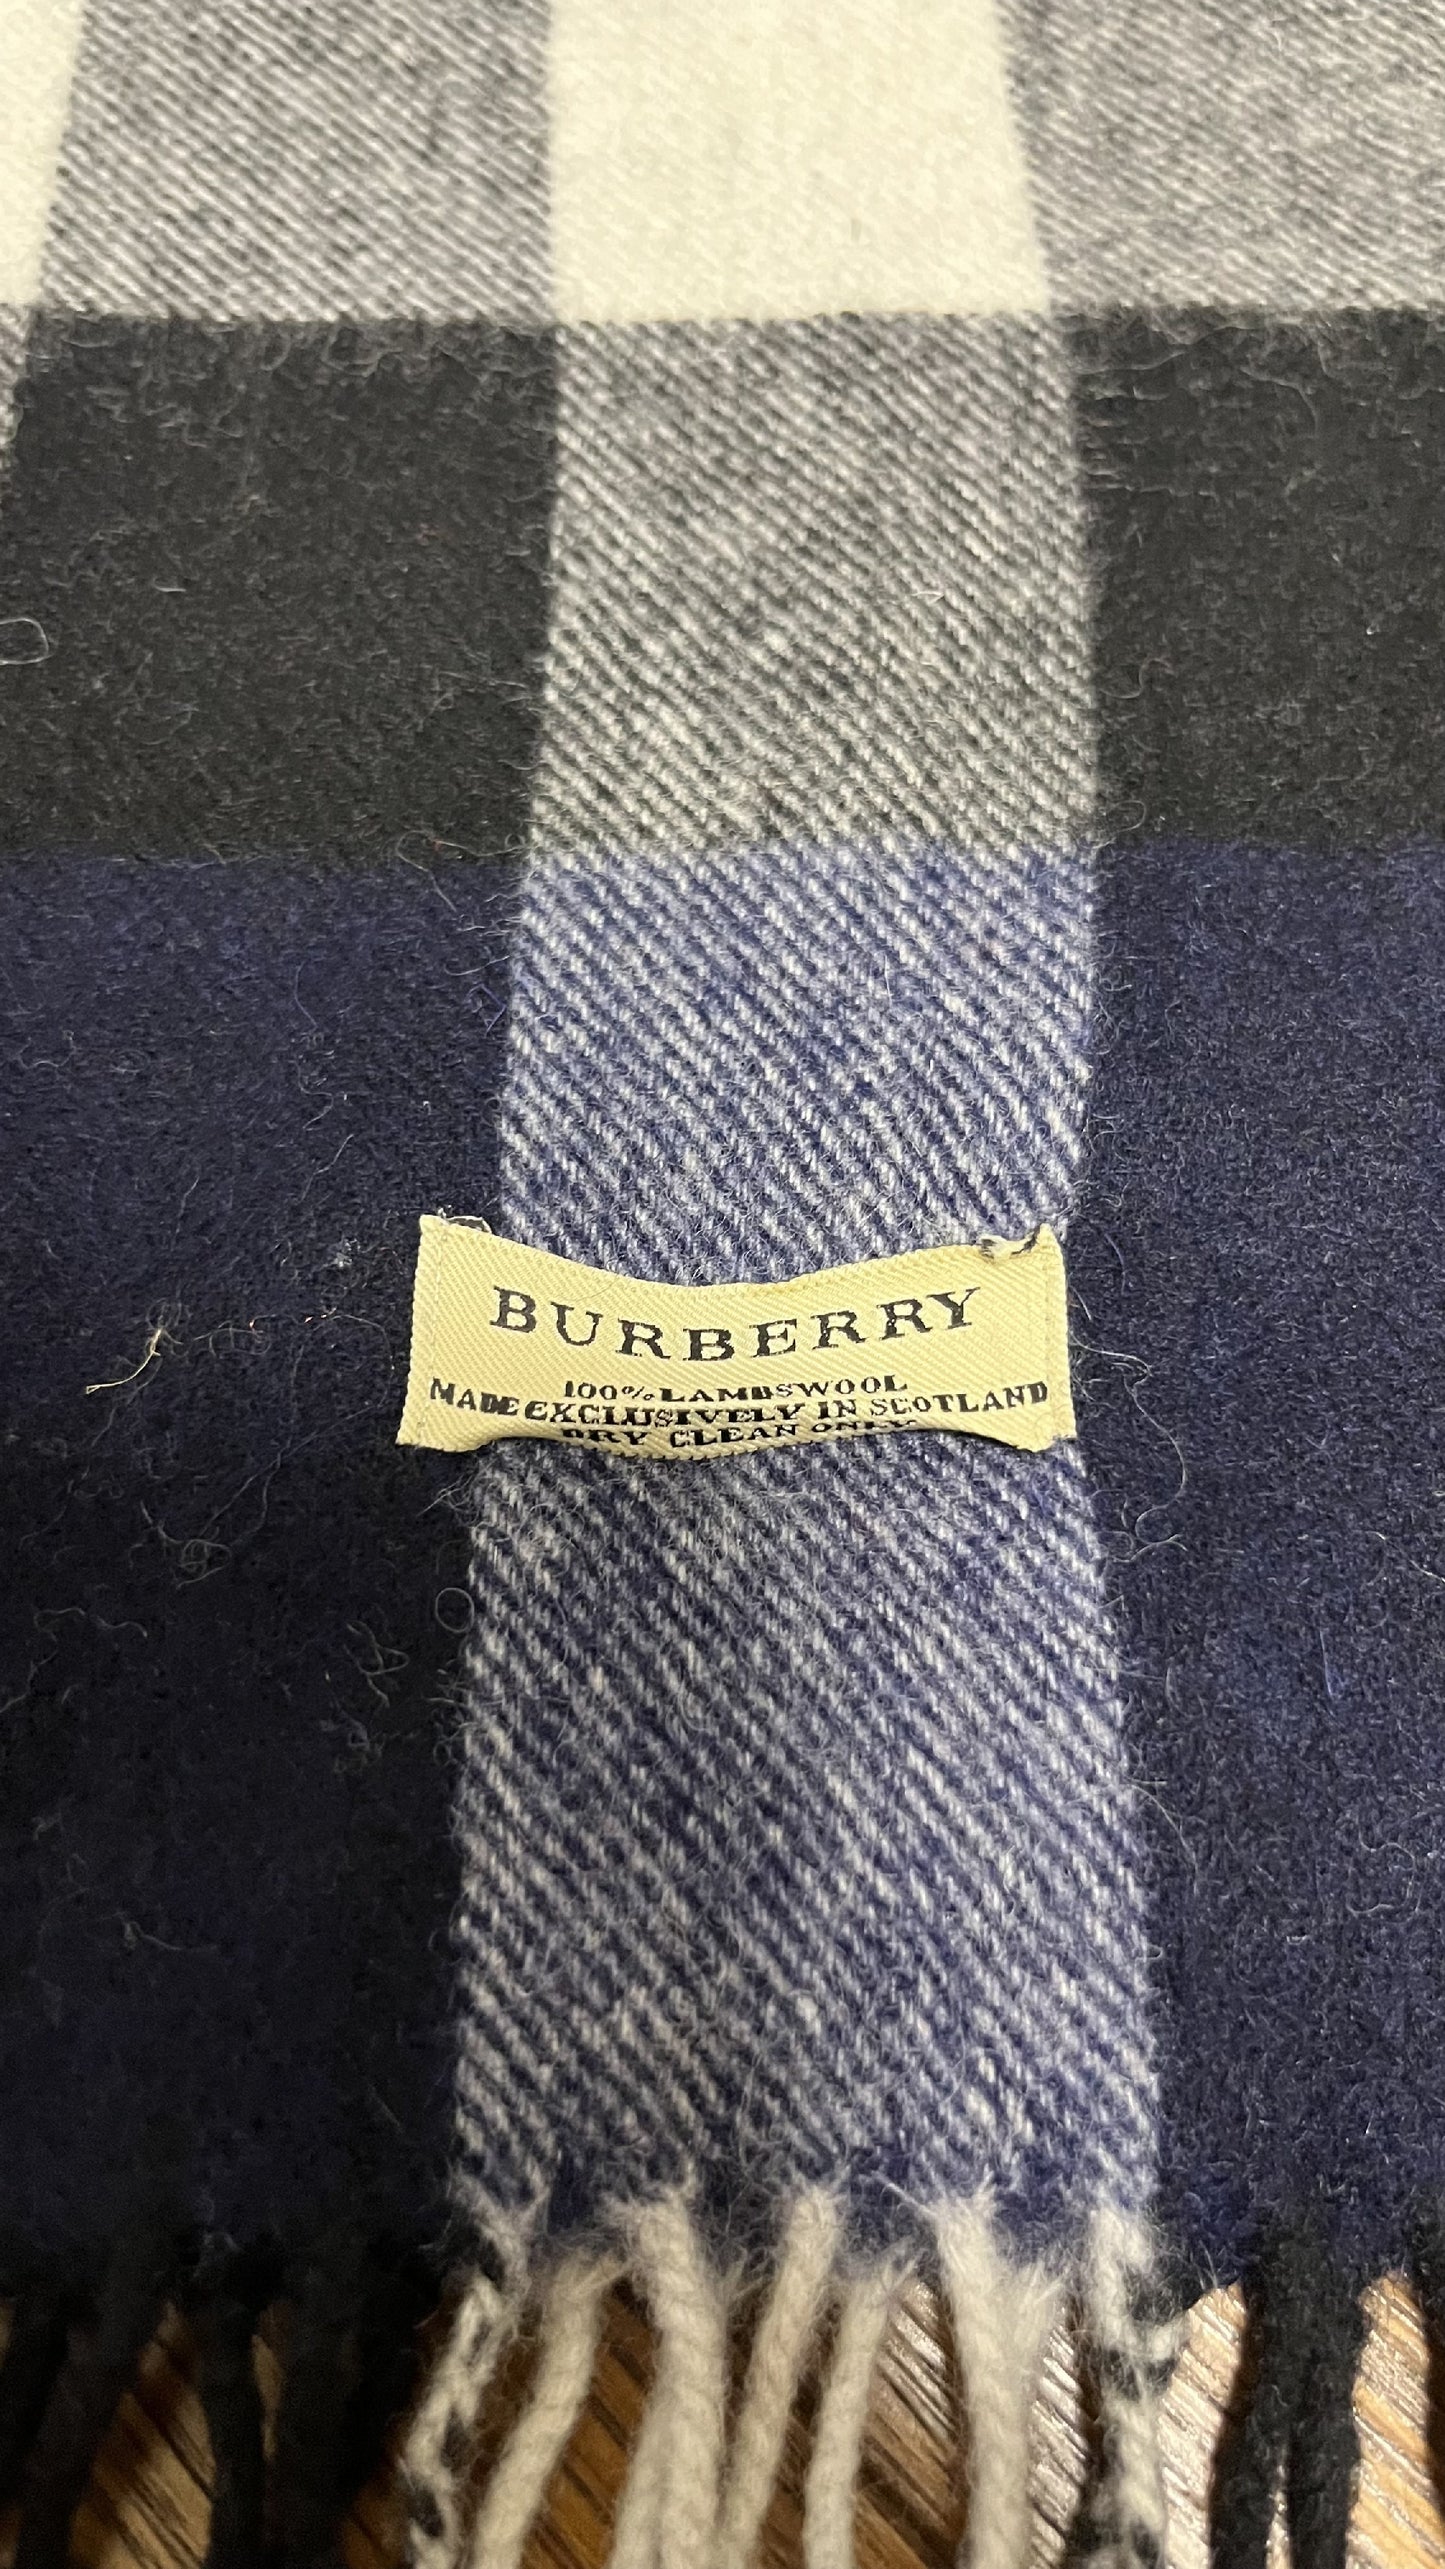 BURBERRY
100% LAMBSWOOL
MADE EXCLUSIVELY IN SCOTLAND
DRY CLEAN ONLY